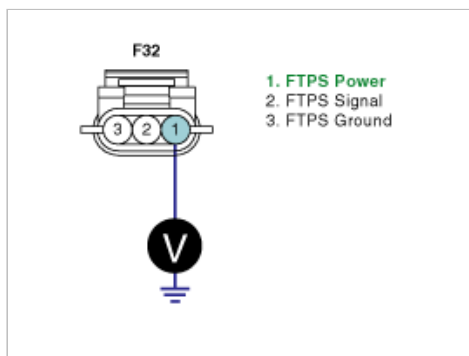 F32
1. FTPS Power
2. FTPS Signal
3. FTPS Ground
3 2 1
V